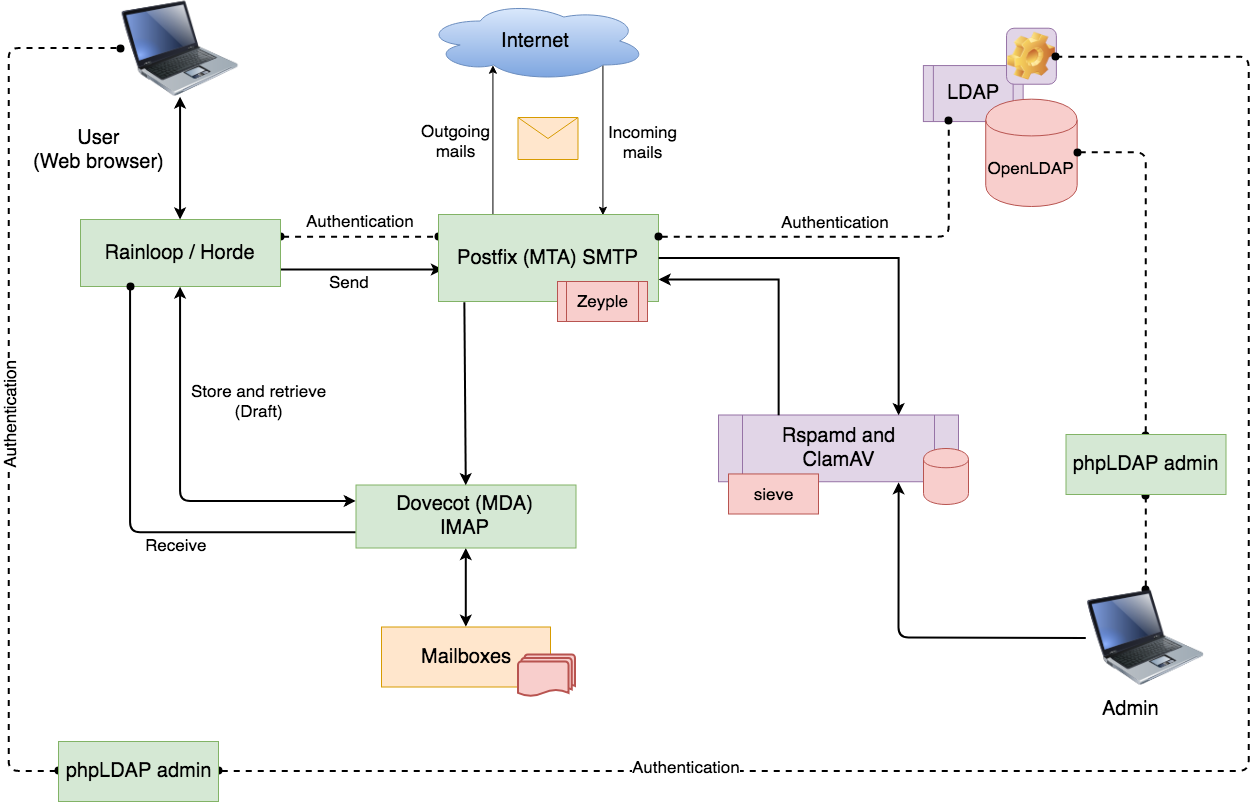 Internet
LDAP
OpenLDAP
User
(Web browser)
Outgoing
mails
Incoming
mails
Rainloop / Horde
Authentication
Send
Postfix (MTA) SMTP
Zeyple
Authentication
Authentication
Store and retrieve
(Draft)
Rspamd and
ClamAV
sieve
phpLDAP admin
Dovecot (MDA)
IMAP
Receive
Mailboxes
Admin
phpLDAP admin
Authentication